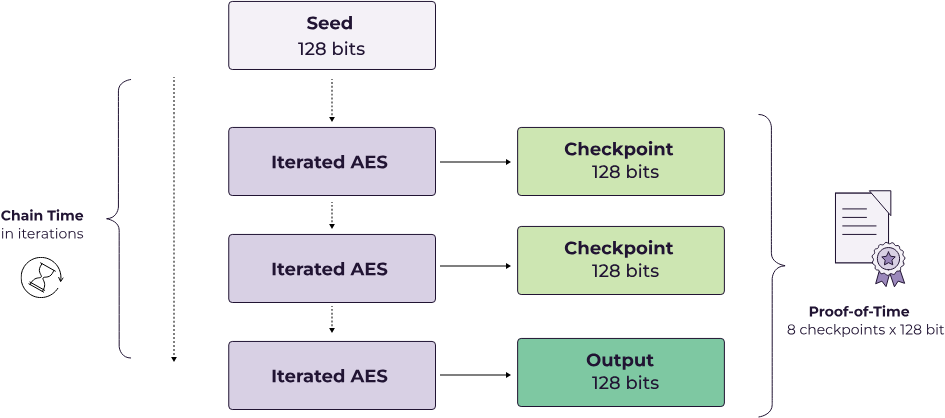 Seed
128 bits
Iterated AES
Checkpoint
128 bits
Chain Time
in iterations
Iterated AES
Checkpoint
128 bits
Proof-of-Time
8 checkpoints x 128 bit
Iterated AES
Output
128 bits